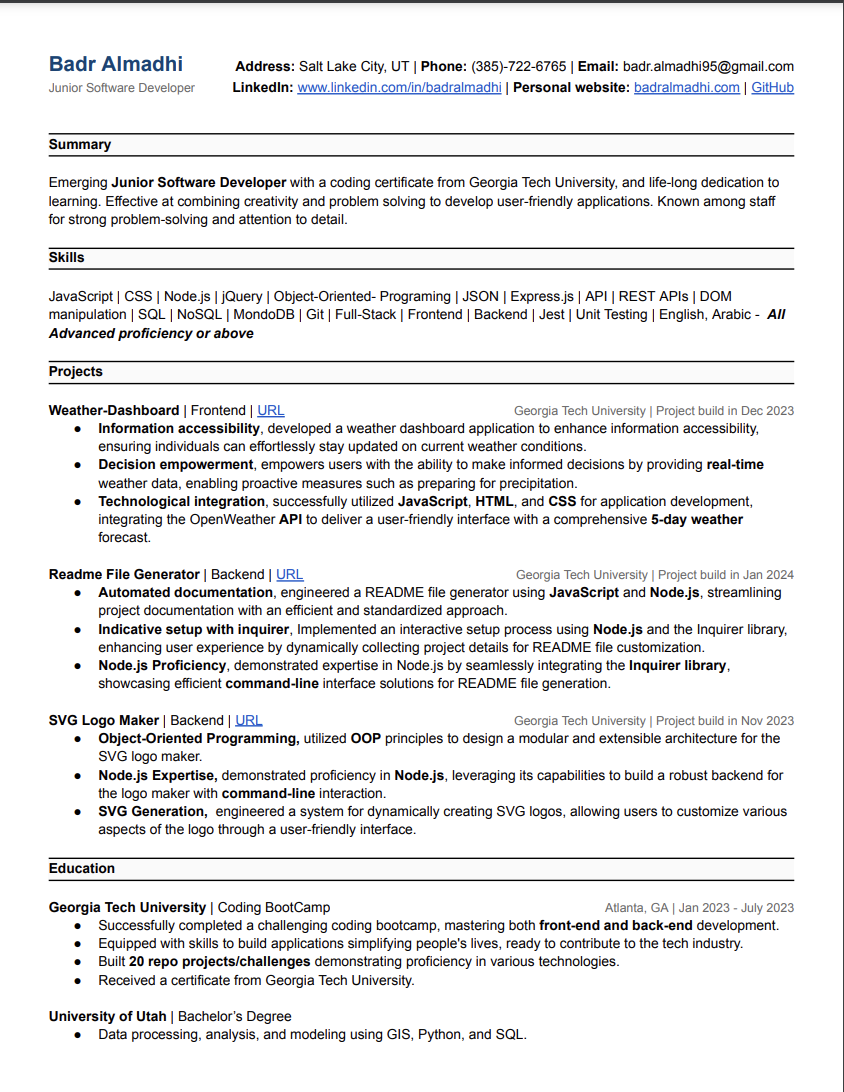 Badr Almadhi
Address: Salt Lake City, UT | Phone: (385)-722-6765 | Email: badr.almadhi95@gmail.com
Junior Software Developer
LinkedIn: www.linkedin.com/in/badralmadhi | Personal website: badralmadhi.com | GitHub
Summary
Emerging Junior Software Developer with a coding certificate from Georgia Tech University, and life-long dedication to
learning. Effective at combining creativity and problem solving to develop user-friendly applications. Known among staff
for strong problem-solving and attention to detail.
Skills
JavaScript | CSS | Node.js | jQuery | Object-Oriented- Programing | JSON | Express.js | API | REST APIs | DOM
manipulation | SQL | NoSQL | MondoDB | Git | Full-Stack | Frontend | Backend | Jest | Unit Testing | English, Arabic - All
Advanced proficiency or above
Projects
Weather-Dashboard | Frontend | URL Georgia Tech University | Project build in Dec 2023
● Information accessibility, developed a weather dashboard application to enhance information accessibility,
ensuring individuals can effortlessly stay updated on current weather conditions.
● Decision empowerment, empowers users with the ability to make informed decisions by providing real-time
weather data, enabling proactive measures such as preparing for precipitation.
● Technological integration, successfully utilized JavaScript, HTML, and CSS for application development,
integrating the OpenWeather API to deliver a user-friendly interface with a comprehensive 5-day weather
forecast.
Readme File Generator | Backend | URL Georgia Tech University | Project build in Jan 2024
● Automated documentation, engineered a README file generator using JavaScript and Node.js, streamlining
project documentation with an efficient and standardized approach.
● Indicative setup with inquirer, Implemented an interactive setup process using Node.js and the Inquirer library,
enhancing user experience by dynamically collecting project details for README file customization.
● Node.js Proficiency, demonstrated expertise in Node.js by seamlessly integrating the Inquirer library,
showcasing efficient command-line interface solutions for README file generation.
SVG Logo Maker | Backend | URL Georgia Tech University | Project build in Nov 2023
● Object-Oriented Programming, utilized OOP principles to design a modular and extensible architecture for the
SVG logo maker.
● Node.js Expertise, demonstrated proficiency in Node.js, leveraging its capabilities to build a robust backend for
the logo maker with command-line interaction.
● SVG Generation, engineered a system for dynamically creating SVG logos, allowing users to customize various
aspects of the logo through a user-friendly interface.
Education
Georgia Tech University | Coding BootCamp Atlanta, GA | Jan 2023 - July 2023
● Successfully completed a challenging coding bootcamp, mastering both front-end and back-end development.
● Equipped with skills to build applications simplifying people's lives, ready to contribute to the tech industry.
● Built 20 repo projects/challenges demonstrating proficiency in various technologies.
● Received a certificate from Georgia Tech University.
University of Utah | Bachelor’s Degree
● Data processing, analysis, and modeling using GIS, Python, and SQL.